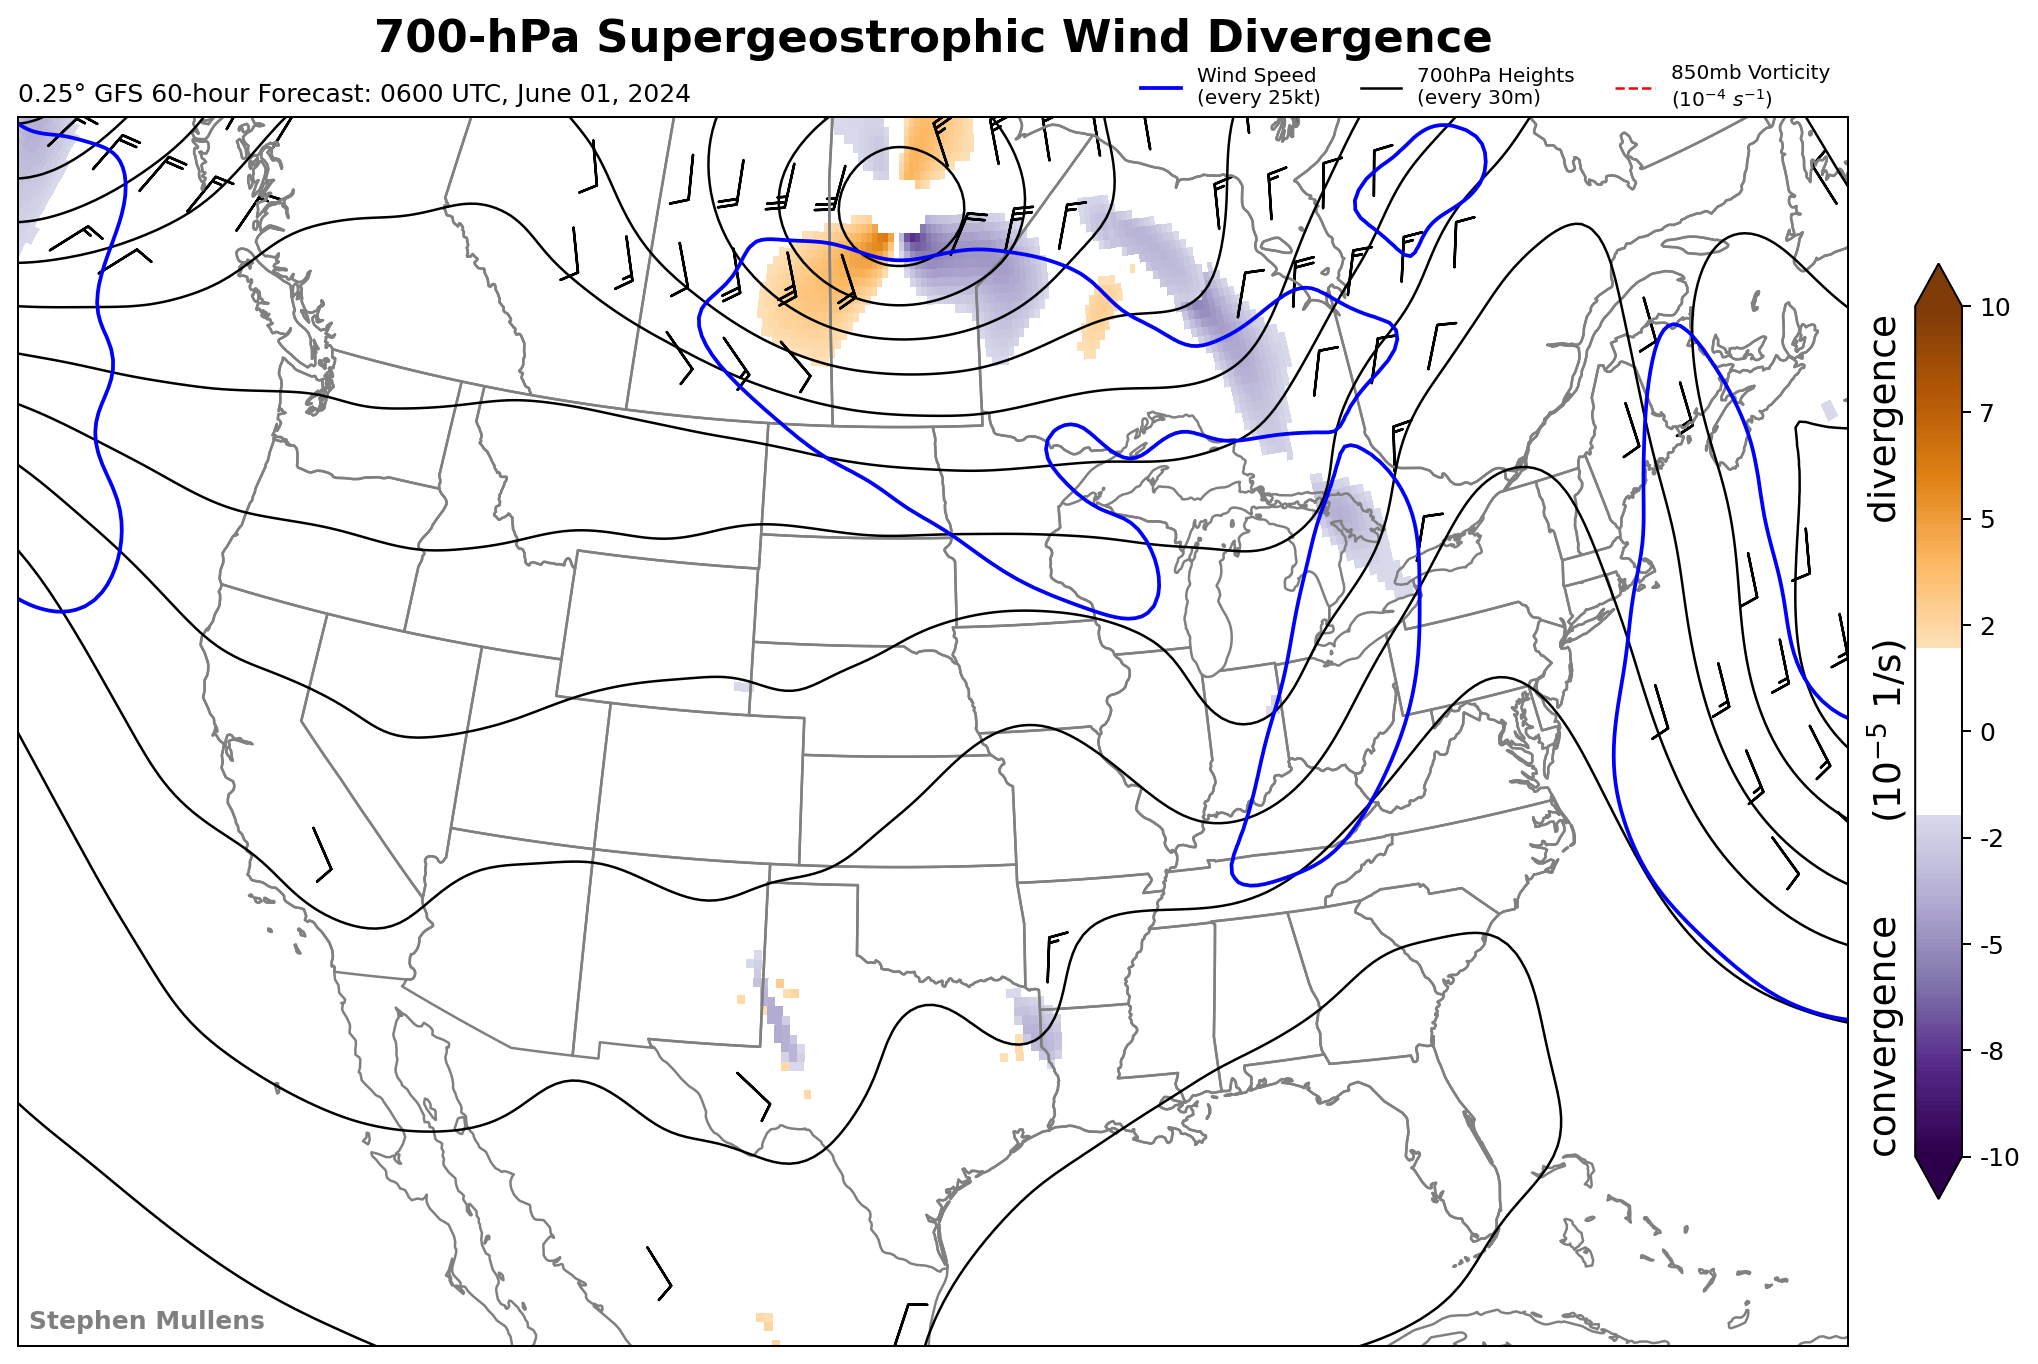 700-hPa Supergeostrophic Wind Divergence
0.25° GFS 60-hour Forecast: 0600 UTC, June 01, 2024
Wind Speed
(every 25kt)
700hPa Heights
(every 30m)
850mb Vorticity
(10⁻⁴ s⁻¹)
10
7
5
2
0
-2
-5
-8
-10
convergence (10⁻⁵ 1/s) divergence
Stephen Mullens